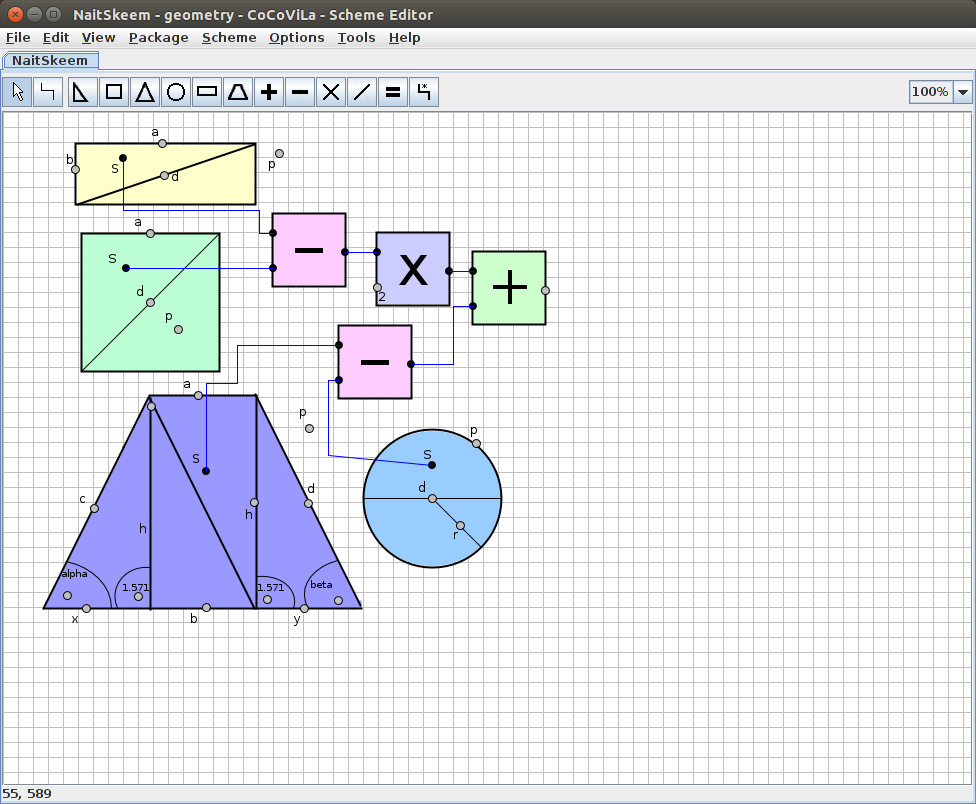 NaitSkeem - geometry - CoCoViLa - Scheme Editor
File Edit View Package Scheme Options Tools Help
NaitSkeem
100%
a
b
S
d
p
a
S
d
p
−
X
2
+
−
a
p
S
c
d
h
h
alpha
1.571
1.571
beta
x
b
y
p
S
d
r
55, 589